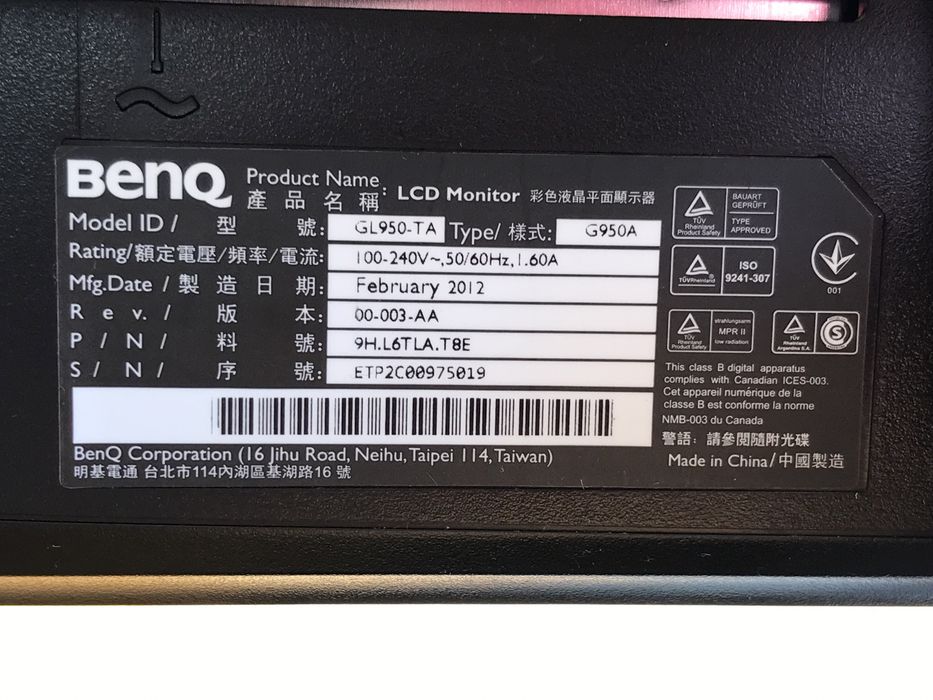 BenQ
Product Name
產品名稱: LCD Monitor 彩色液晶平面顯示器
Model ID / 型號: GL950-TA Type/ 樣式: G950A
Rating/額定電壓/頻率/電流: 100-240V~,50/60Hz,1.60A
Mfg.Date / 製造日期: February 2012
Rev. / 版本: 00-003-AA
P/N/ 料號: 9H.L6TLA.T8E
S/N/ 序號: ETP2C00975019
BenQ Corporation (16 Jihu Road, Neihu, Taipei 114, Taiwan)
明基電通 台北市114內湖區基湖路16號
TÜV
Rheinland
Product Safety
BAUART
GEPRÜFT
TYPE
APPROVED
TÜVRheinland
ISO
9241-307
001
TÜV
Rheinland
Product Safety
strahlungsarm
MPR II
low radiation
TÜV
Rheinland
Argentina S.A.
S
This class B digital apparatus
complies with Canadian ICES-003.
Cet appareil numérique de la
classe B est conforme la norme
NMB-003 du Canada
警語: 請參閱隨附光碟
Made in China/中國製造